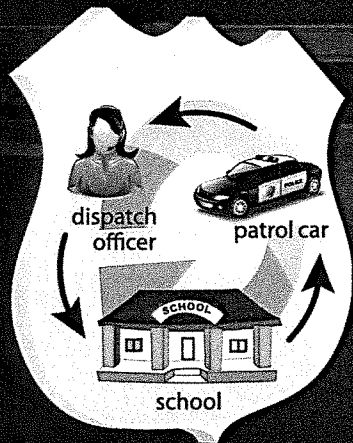 dispatch
officer
POLICE
patrol car
SCHOOL
school